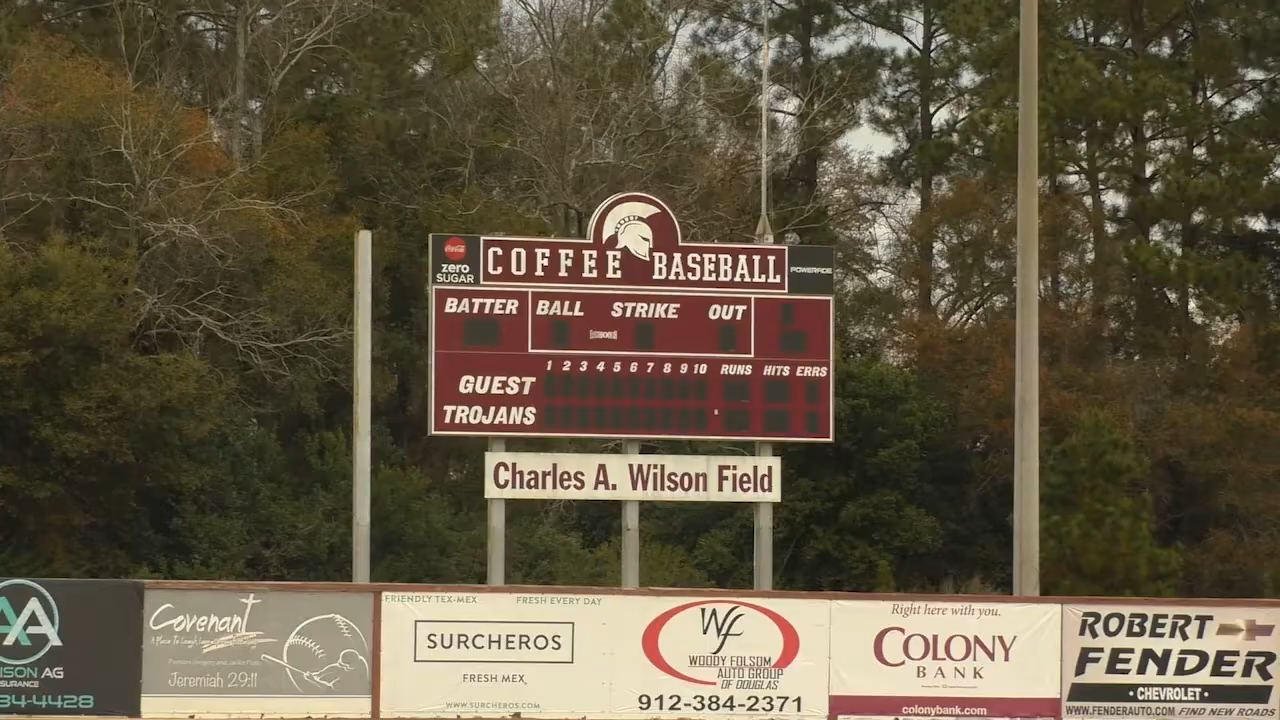 COFFEE BASEBALL
Coca-Cola
zero
SUGAR
POWERADE
BATTER BALL STRIKE OUT
1 2 3 4 5 6 7 8 9 10 RUNS HITS ERRS
GUEST
TROJANS
Charles A. Wilson Field
AA
ISON AG
SURANCE
84-4428
Covenant
Jeremiah 29:11
FRIENDLY TEX-MEX FRESH EVERY DAY
SURCHEROS
FRESH MEX
WWW.SURCHEROS.COM
WF
WOODY FOLSOM
AUTO GROUP
OF DOUGLAS
912-384-2371
Right here with you.
COLONY
BANK
colonybank.com
ROBERT
FENDER
• CHEVROLET •
WWW.FENDERAUTO.COM FIND NEW ROADS